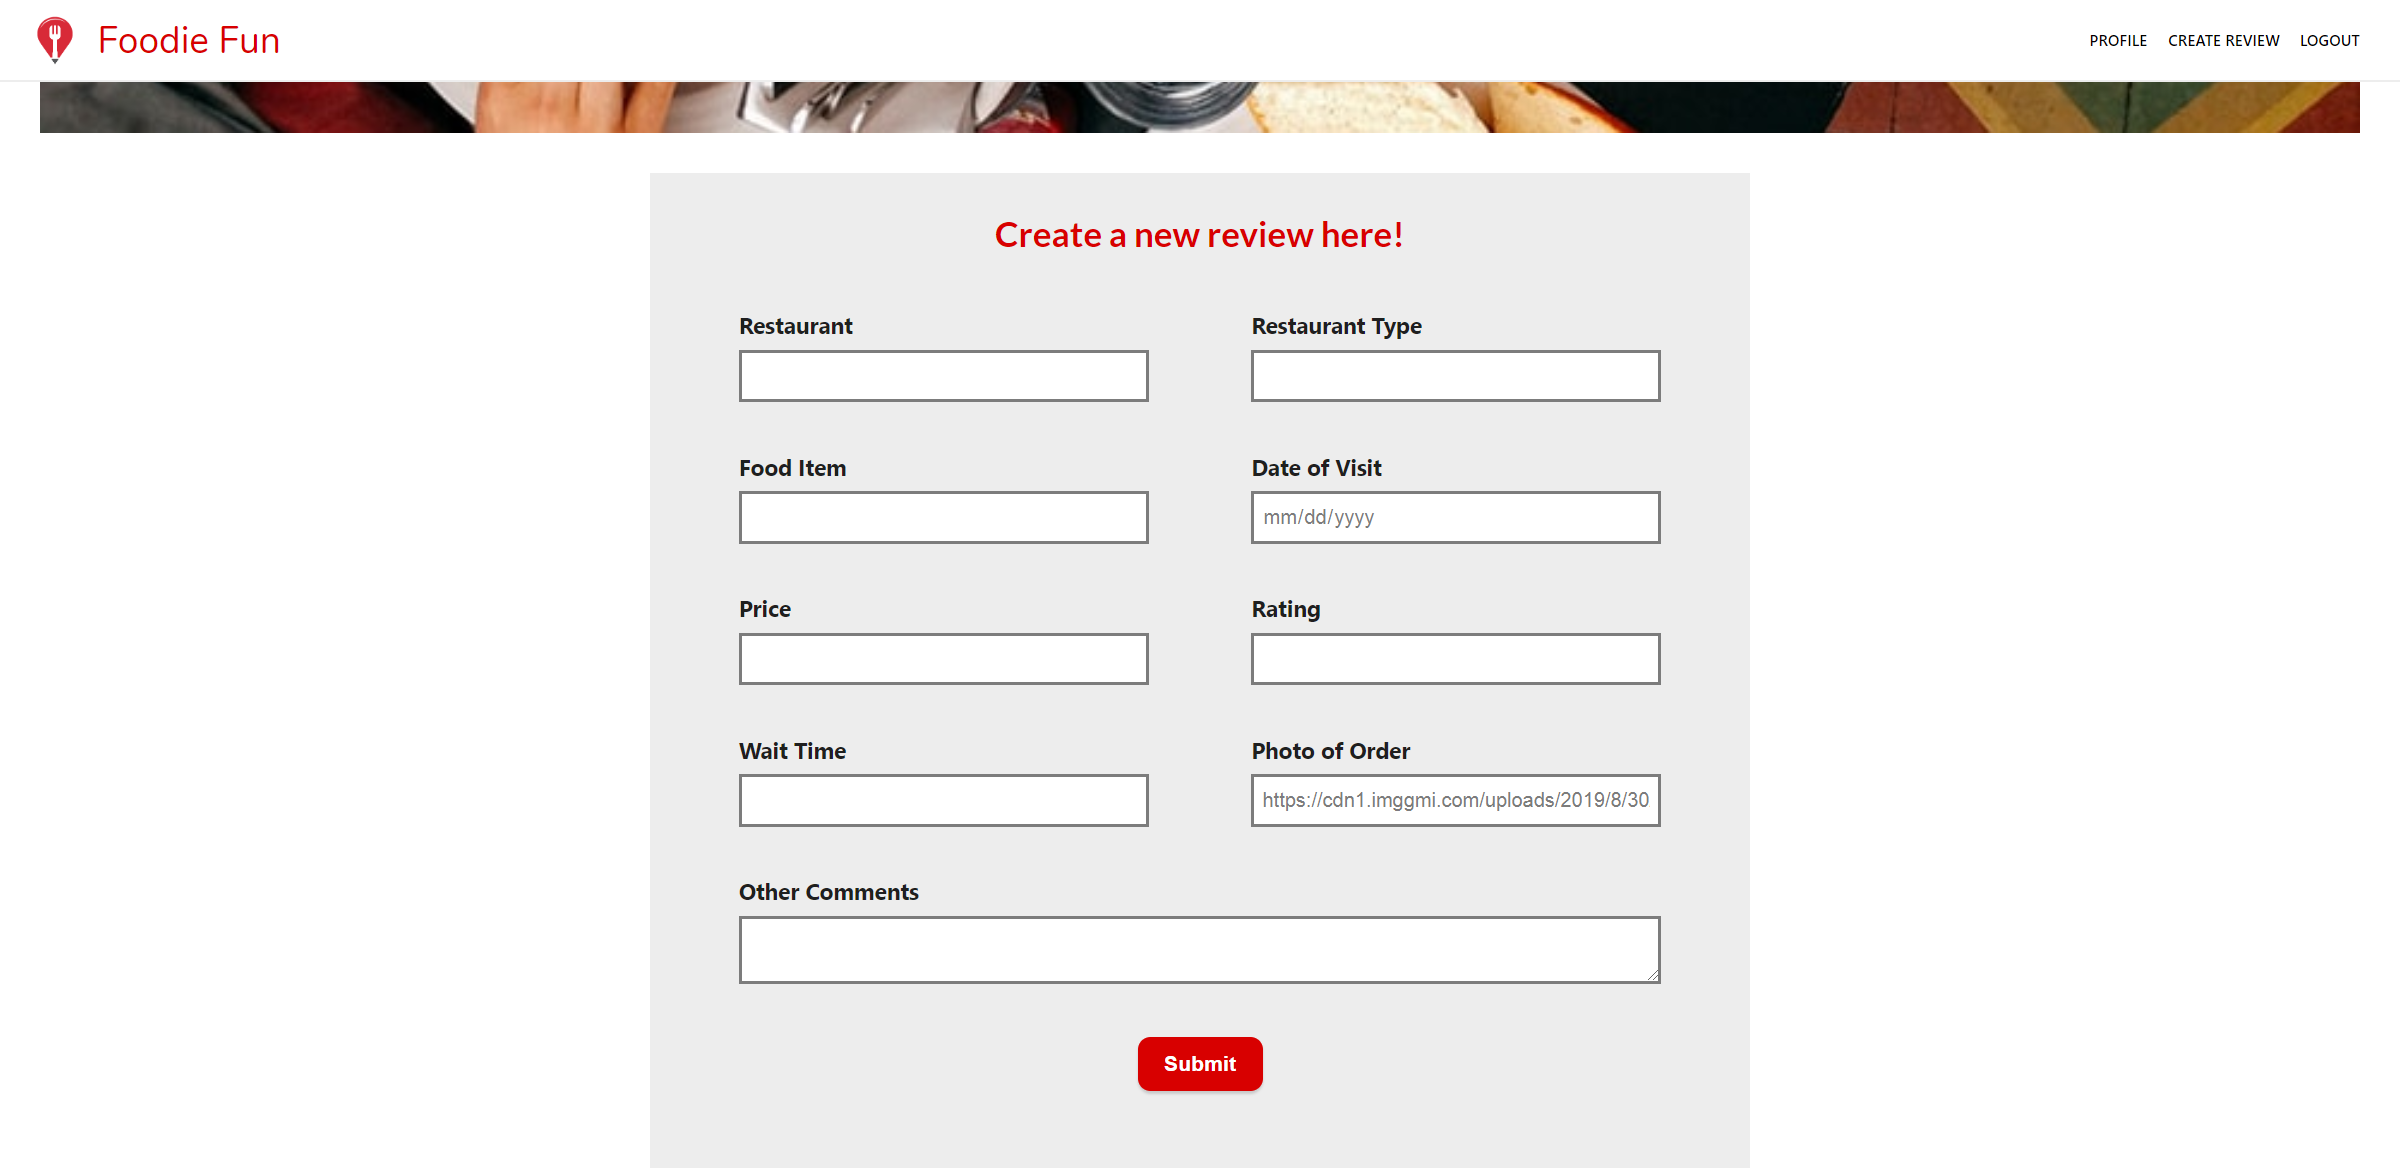 Foodie Fun
PROFILE CREATE REVIEW LOGOUT
Create a new review here!
Restaurant
Restaurant Type
Food Item
Date of Visit
mm/dd/yyyy
Price
Rating
Wait Time
Photo of Order
https://cdn1.imggmi.com/uploads/2019/8/30
Other Comments
Submit